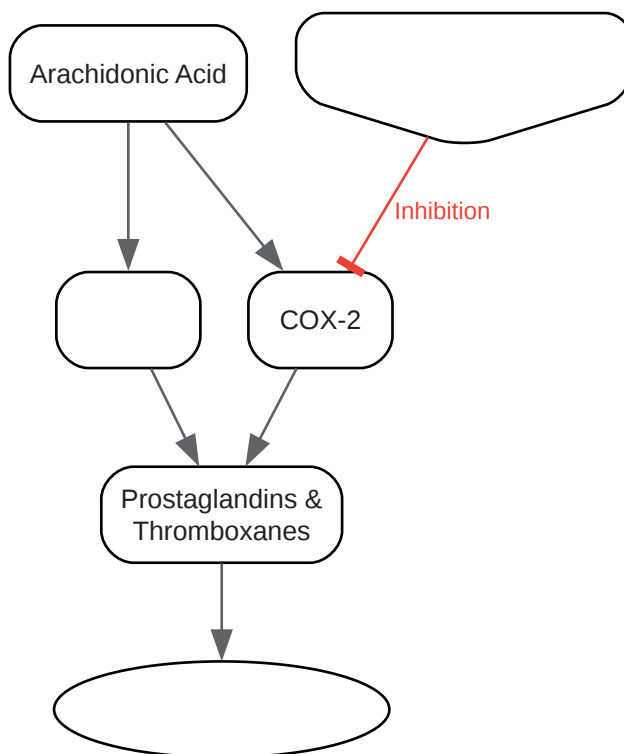 Arachidonic Acid
Inhibition
COX-2
Prostaglandins &
Thromboxanes